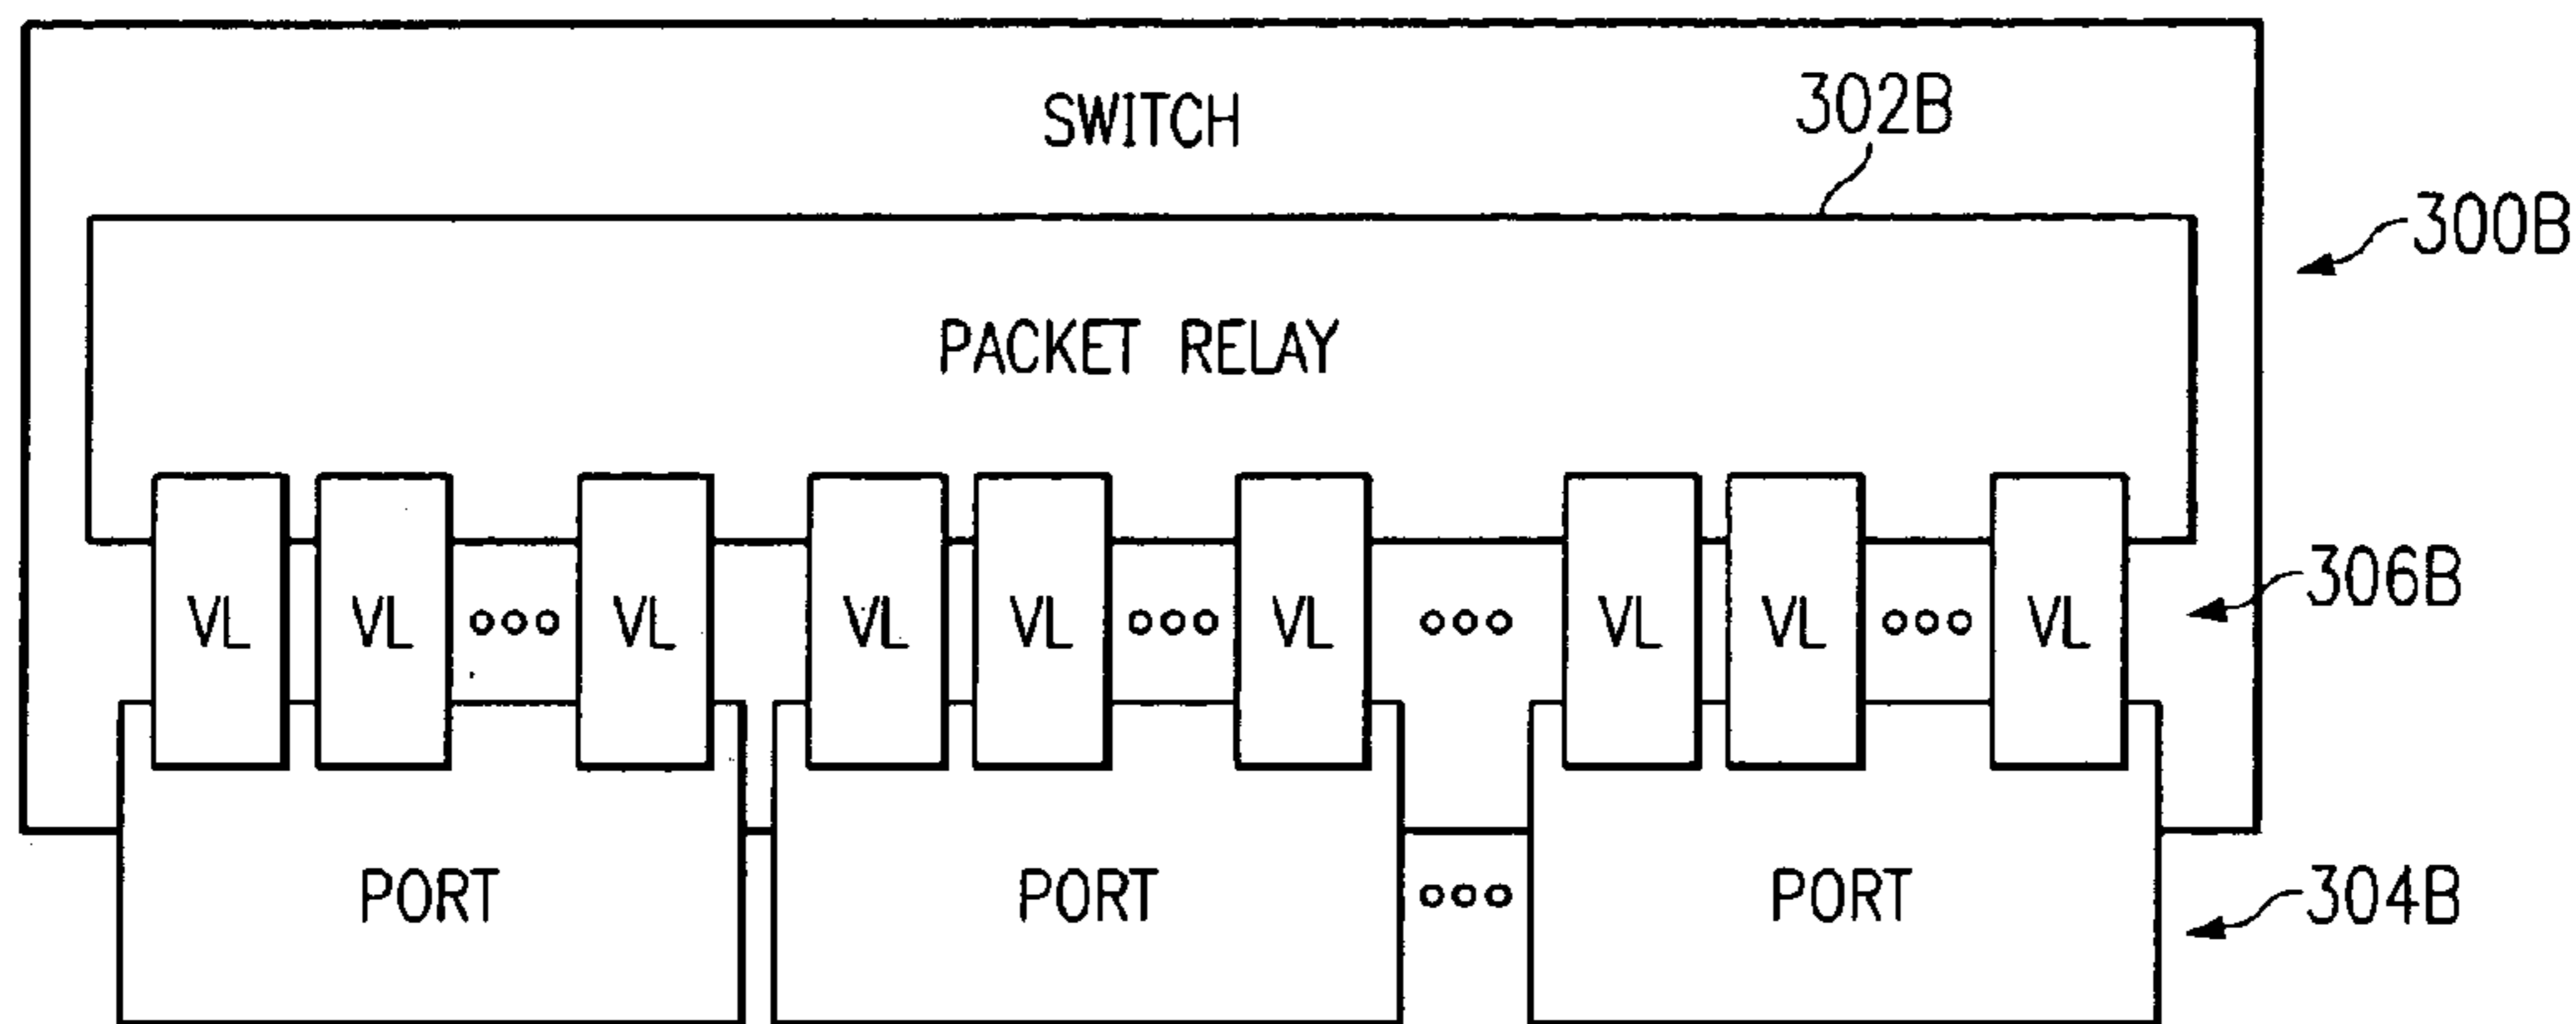 SWITCH
302B
300B
PACKET RELAY
306B
VL VL ooo VL VL VL ooo VL ooo VL VL ooo VL
304B
PORT PORT ooo PORT